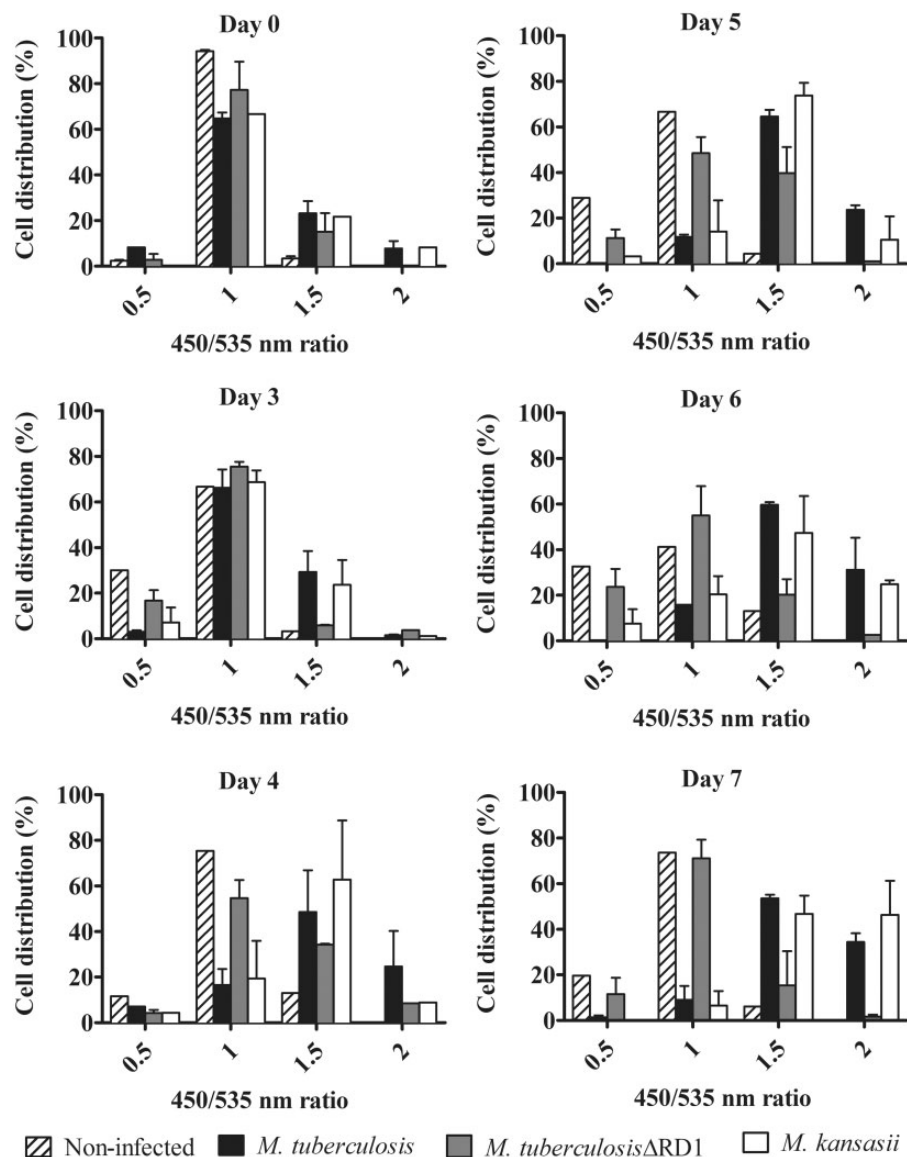 Day 0
Cell distribution (%)
100
80
60
40
20
0
0.5 1 1.5 2
450/535 nm ratio
Day 5
Cell distribution (%)
100
80
60
40
20
0
0.5 1 1.5 2
450/535 nm ratio
Day 3
Cell distribution (%)
100
80
60
40
20
0
0.5 1 1.5 2
450/535 nm ratio
Day 6
Cell distribution (%)
100
80
60
40
20
0
0.5 1 1.5 2
450/535 nm ratio
Day 4
Cell distribution (%)
100
80
60
40
20
0
0.5 1 1.5 2
450/535 nm ratio
Day 7
Cell distribution (%)
100
80
60
40
20
0
0.5 1 1.5 2
450/535 nm ratio
Non-infected M. tuberculosis M. tuberculosisΔRD1 M. kansasii